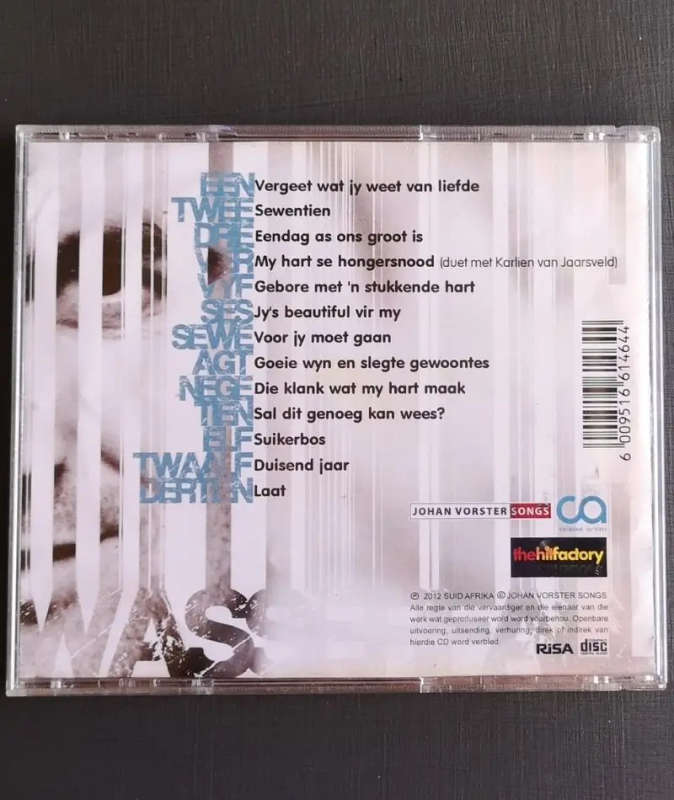 EEN Vergeet wat jy weet van liefde
TWEE Sewentien
DRIE Eendag as ons groot is
VIER My hart se hongersnood (duet met Karlien van Jaarsveld)
VYF Gebore met 'n stukkende hart
SES Jy's beautiful vir my
SEWE Voor jy moet gaan
AGT Goeie wyn en slegte gewoontes
NEGE Die klank wat my hart maak
TIEN Sal dit genoeg kan wees?
ELF Suikerbos
TWAALF Duisend jaar
DERTIEN Laat
6 009516 614644
JOHAN VORSTER SONGS
ca
thehitfactory
WASS
℗ 2012 SUID AFRIKA © JOHAN VORSTER SONGS
Alle regte van die vervaardiger en die eienaar van die
werk wat geproduseer word word voorbehou. Openbare
uitvoering, uitsending, verhuring, direk of indirek van
hierdie CD word verbied.
RiSA disc